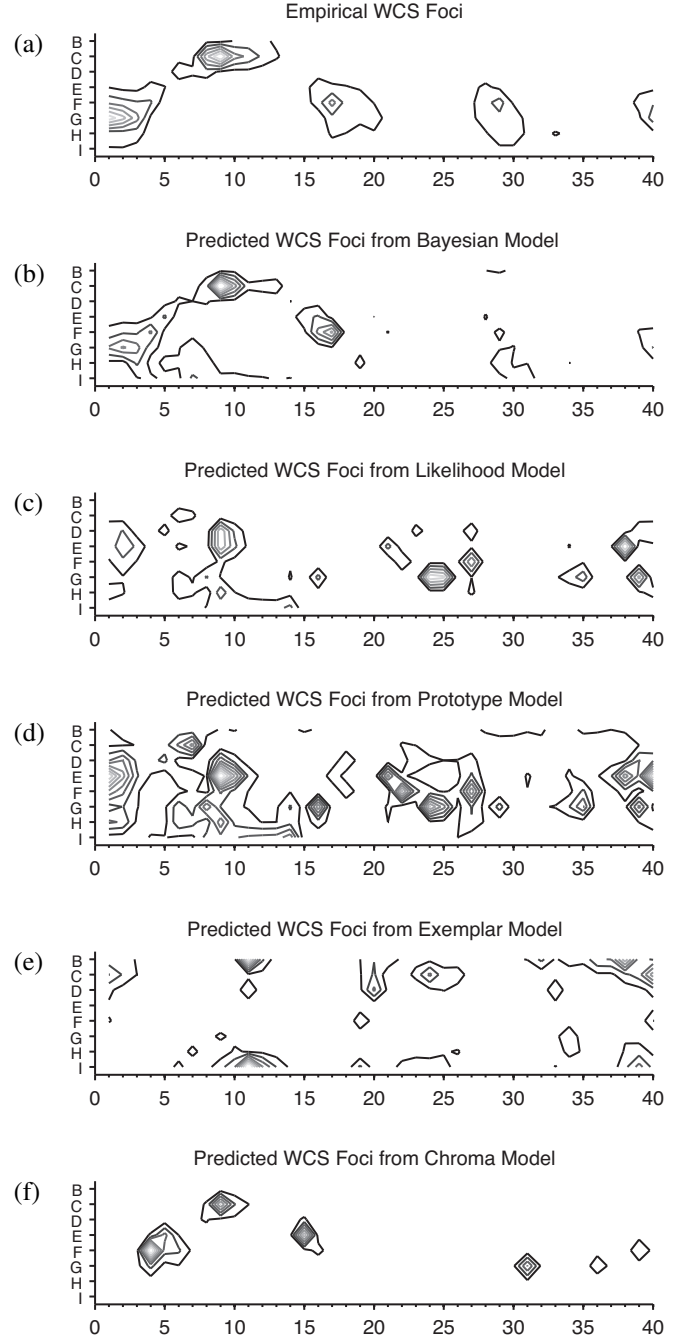 Empirical WCS Foci
(a)
B
C
D
E
F
G
H
I
0 5 10 15 20 25 30 35 40
Predicted WCS Foci from Bayesian Model
(b)
B
C
D
E
F
G
H
I
0 5 10 15 20 25 30 35 40
Predicted WCS Foci from Likelihood Model
(c)
B
C
D
E
F
G
H
I
0 5 10 15 20 25 30 35 40
Predicted WCS Foci from Prototype Model
(d)
B
C
D
E
F
G
H
I
0 5 10 15 20 25 30 35 40
Predicted WCS Foci from Exemplar Model
(e)
B
C
D
E
F
G
H
I
0 5 10 15 20 25 30 35 40
Predicted WCS Foci from Chroma Model
(f)
B
C
D
E
F
G
H
I
0 5 10 15 20 25 30 35 40